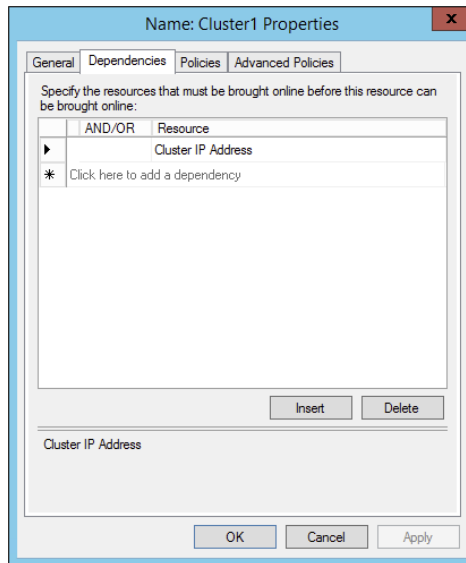 Name: Cluster1 Properties
x
General Dependencies Policies Advanced Policies
Specify the resources that must be brought online before this resource can
be brought online:
AND/OR Resource
Cluster IP Address
Click here to add a dependency
Insert Delete
Cluster IP Address
OK Cancel Apply